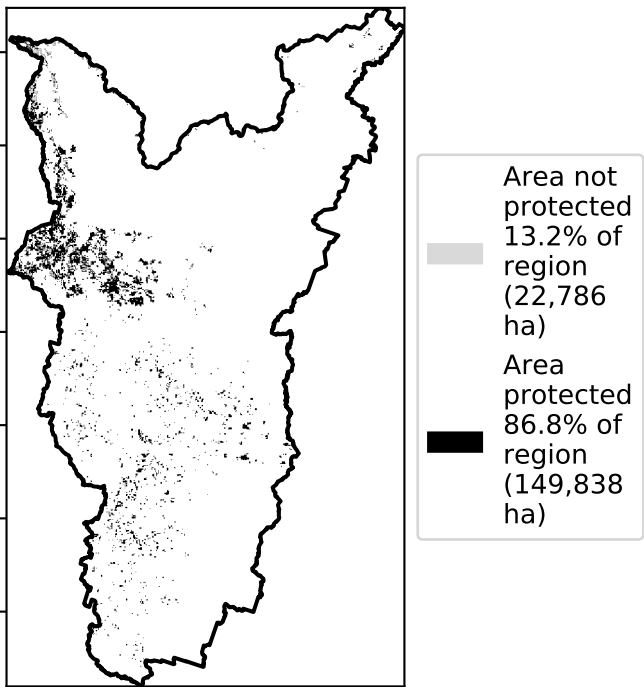 Area not
protected
13.2% of
region
(22,786
ha)
Area
protected
86.8% of
region
(149,838
ha)